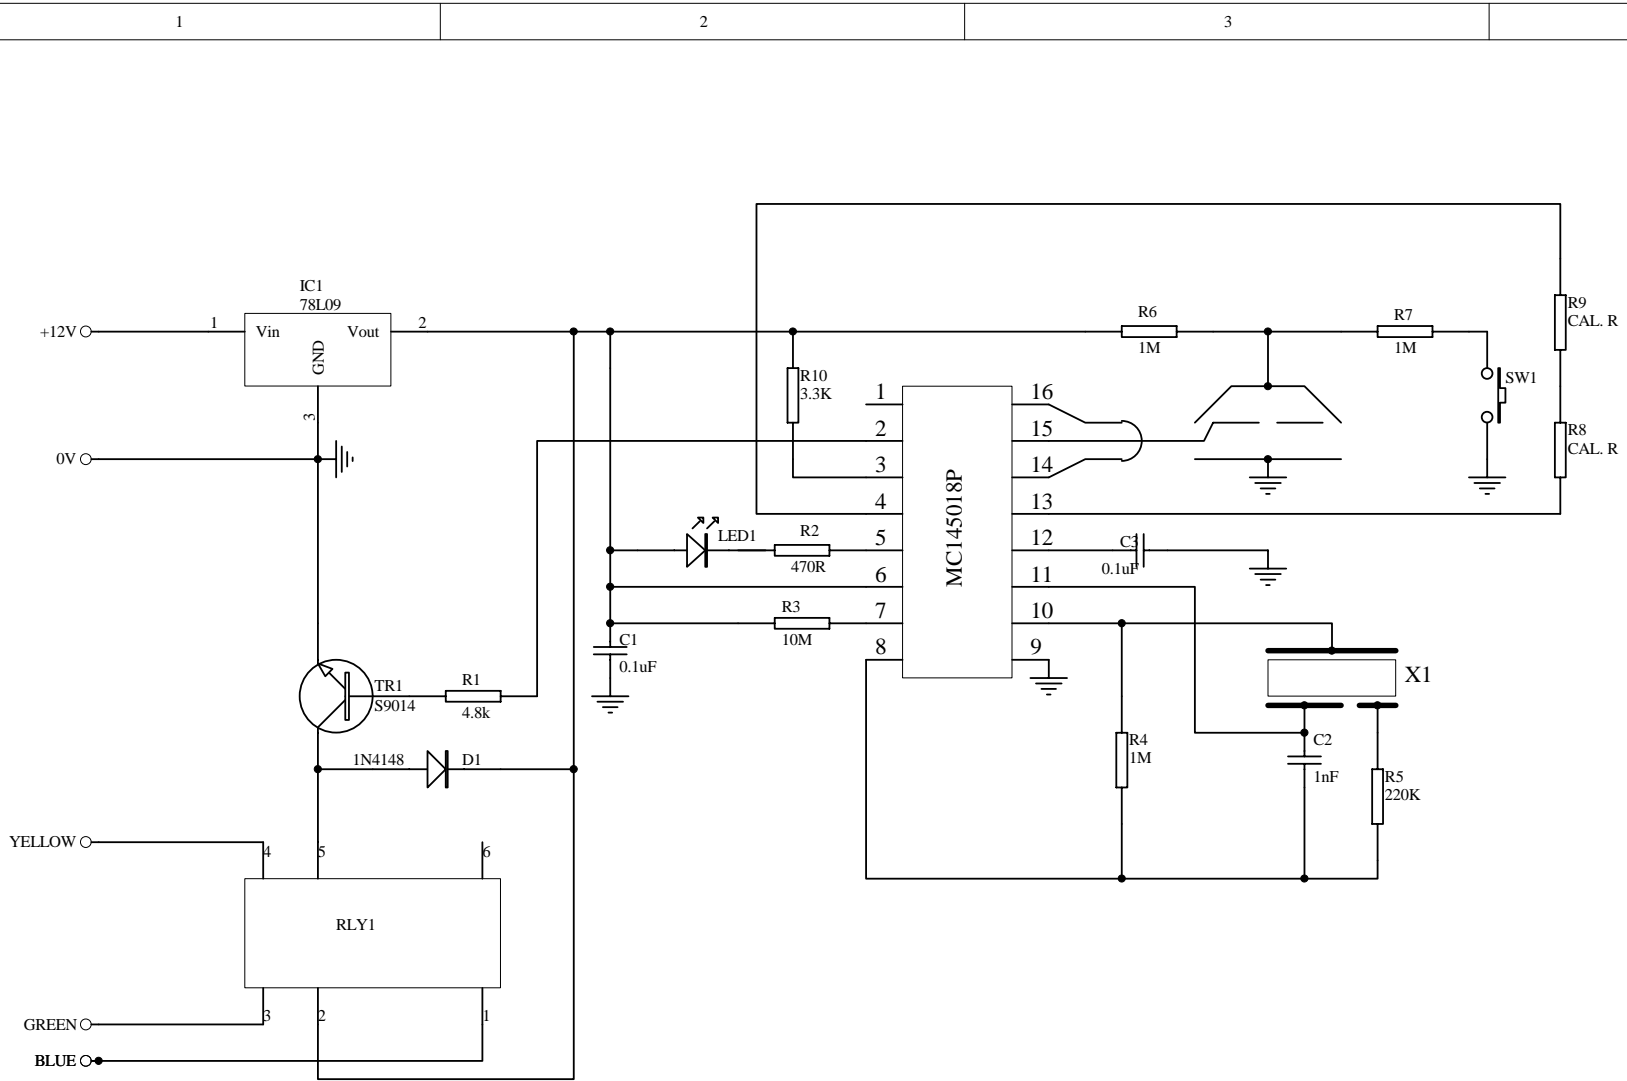 1 2 3
IC1
78L09
+12V
1
Vin
Vout
2
GND
3
0V
R6
1M
R7
1M
R9
CAL. R
R10
3.3K
SW1
R8
CAL. R
1
2
3
4
5
6
7
8
MC145018P
16
15
14
13
12
11
10
9
LED1
R2
470R
C3
0.1uF
R3
10M
C1
0.1uF
X1
TR1
S9014
R1
4.8k
R4
1M
C2
1nF
R5
220K
1N4148
D1
YELLOW
4
5
6
RLY1
GREEN
3
2
1
BLUE